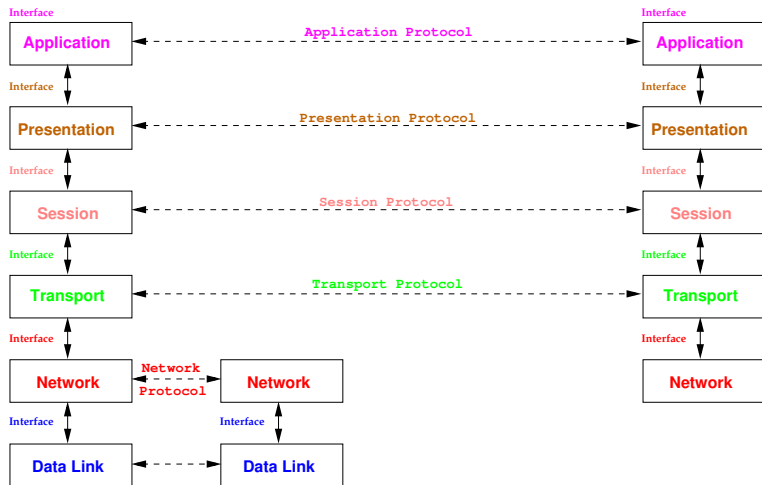 Interface Interface
Application Application Protocol Application
Interface Interface
Presentation Presentation Protocol Presentation
Interface Interface
Session Session Protocol Session
Interface Interface
Transport Transport Protocol Transport
Interface Interface
Network Network Protocol Network Network
Interface Interface
Data Link Data Link